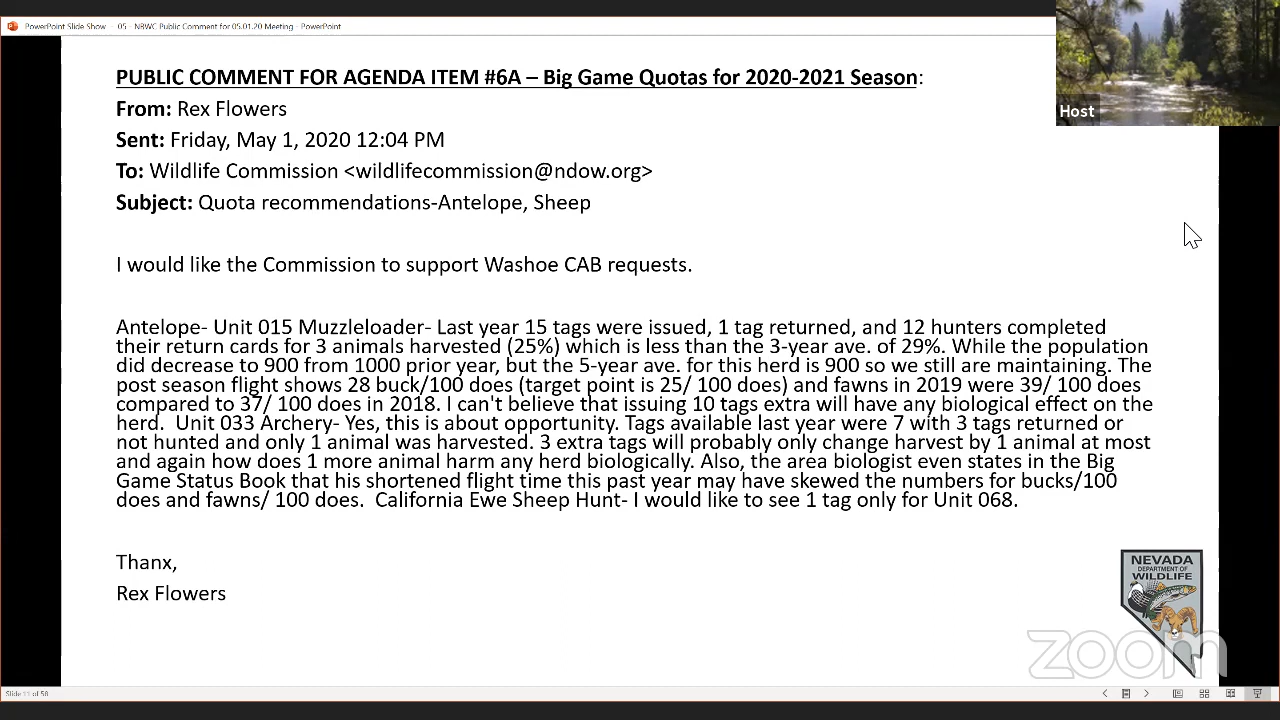 PowerPoint Slide Show - 05 - NBWC Public Comment for 05.01.20 Meeting - PowerPoint
Host
PUBLIC COMMENT FOR AGENDA ITEM #6A – Big Game Quotas for 2020-2021 Season:
From: Rex Flowers
Sent: Friday, May 1, 2020 12:04 PM
To: Wildlife Commission <wildlifecommission@ndow.org>
Subject: Quota recommendations-Antelope, Sheep
I would like the Commission to support Washoe CAB requests.
Antelope- Unit 015 Muzzleloader- Last year 15 tags were issued, 1 tag returned, and 12 hunters completed
their return cards for 3 animals harvested (25%) which is less than the 3-year ave. of 29%. While the population
did decrease to 900 from 1000 prior year, but the 5-year ave. for this herd is 900 so we still are maintaining. The
post season flight shows 28 buck/100 does (target point is 25/ 100 does) and fawns in 2019 were 39/ 100 does
compared to 37/ 100 does in 2018. I can't believe that issuing 10 tags extra will have any biological effect on the
herd.  Unit 033 Archery- Yes, this is about opportunity. Tags available last year were 7 with 3 tags returned or
not hunted and only 1 animal was harvested. 3 extra tags will probably only change harvest by 1 animal at most
and again how does 1 more animal harm any herd biologically. Also, the area biologist even states in the Big
Game Status Book that his shortened flight time this past year may have skewed the numbers for bucks/100
does and fawns/ 100 does.  California Ewe Sheep Hunt- I would like to see 1 tag only for Unit 068.
Thanx,
Rex Flowers
NEVADA
DEPARTMENT OF
WILDLIFE
zoom
Slide 11 of 58